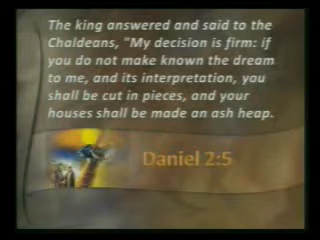 The king answered and said to the
Chaldeans, "My decision is firm: if
you do not make known the dream
to me, and its interpretation, you
shall be cut in pieces, and your
houses shall be made an ash heap.
Daniel 2:5